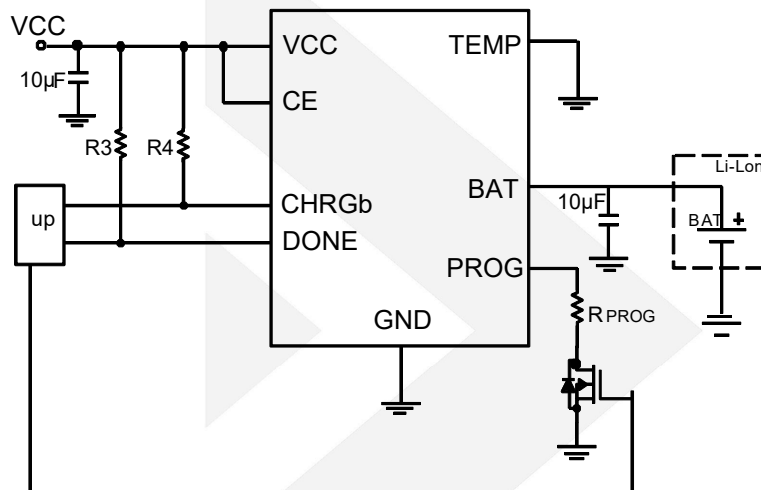 VCC
VCC
TEMP
10µF
CE
R3
R4
Li-Lon
up
CHRGb
BAT
10µF
BAT
+
DONE
PROG
GND
RPROG